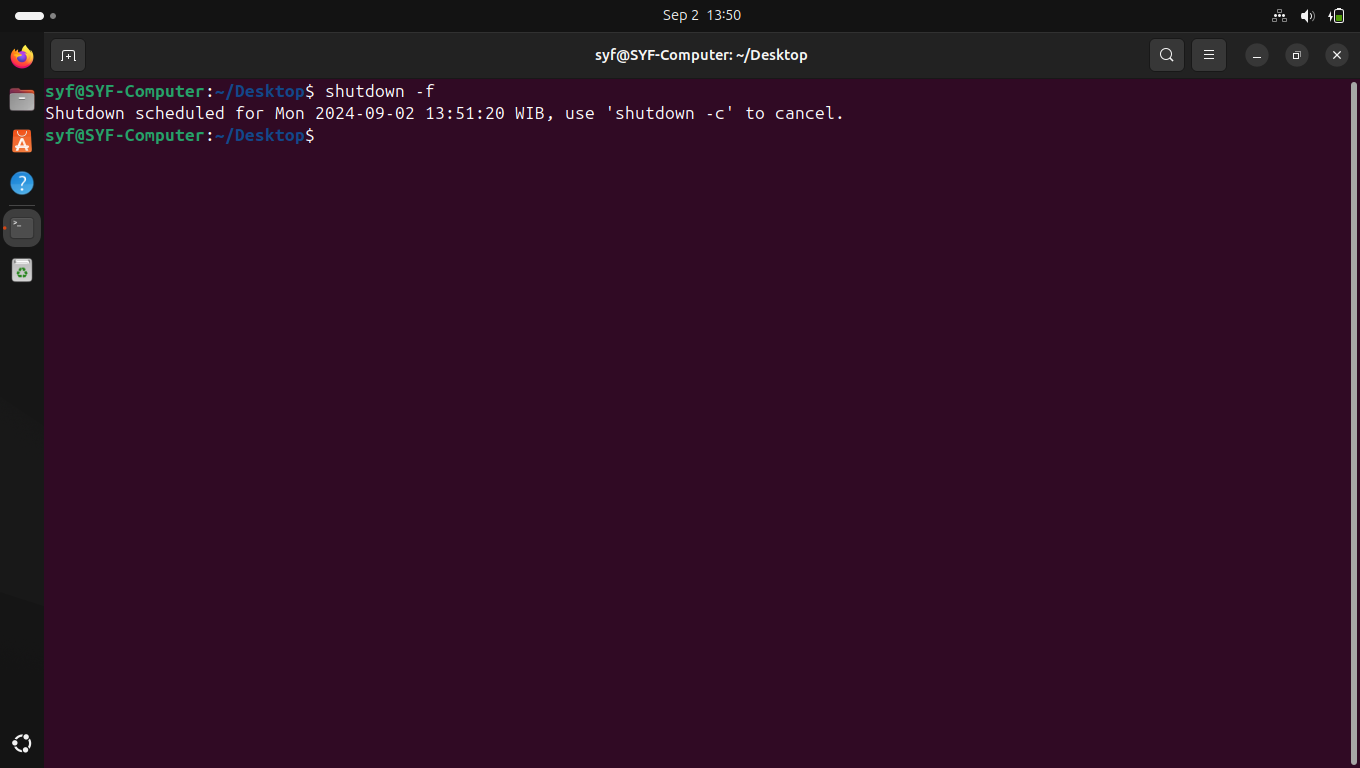 Sep 2 13:50
syf@SYF-Computer: ~/Desktop
syf@SYF-Computer:~/Desktop$ shutdown -f
Shutdown scheduled for Mon 2024-09-02 13:51:20 WIB, use 'shutdown -c' to cancel.
syf@SYF-Computer:~/Desktop$